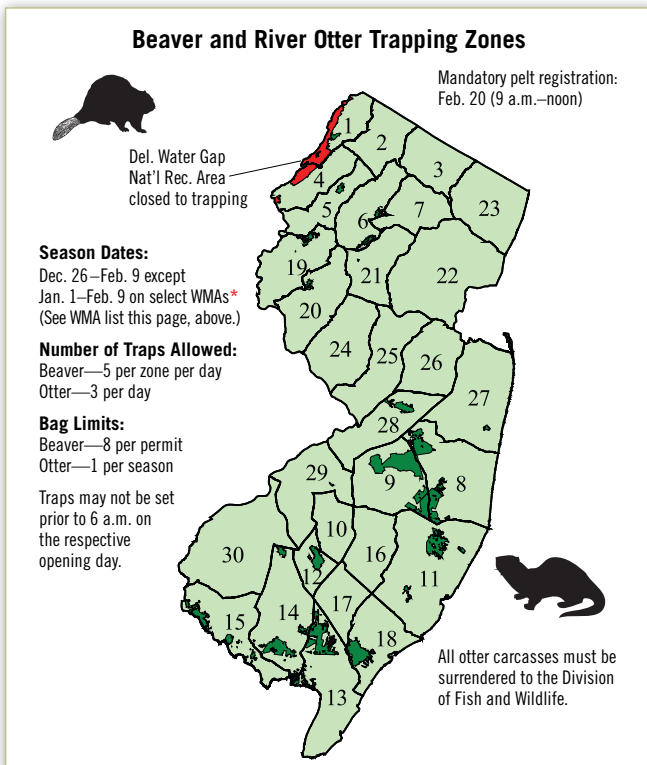 Beaver and River Otter Trapping Zones
Mandatory pelt registration:
Feb. 20 (9 a.m.–noon)
Del. Water Gap
Nat'l Rec. Area
closed to trapping
Season Dates:
Dec. 26–Feb. 9 except
Jan. 1–Feb. 9 on select WMAs*
(See WMA list this page, above.)
Number of Traps Allowed:
Beaver—5 per zone per day
Otter—3 per day
Bag Limits:
Beaver—8 per permit
Otter—1 per season
Traps may not be set
prior to 6 a.m. on
the respective
opening day.
1
2
3
4
5
6
7
23
19
21
22
20
24
25
26
27
28
9
8
29
10
16
11
30
12
17
14
15
18
13
All otter carcasses must be
surrendered to the Division
of Fish and Wildlife.